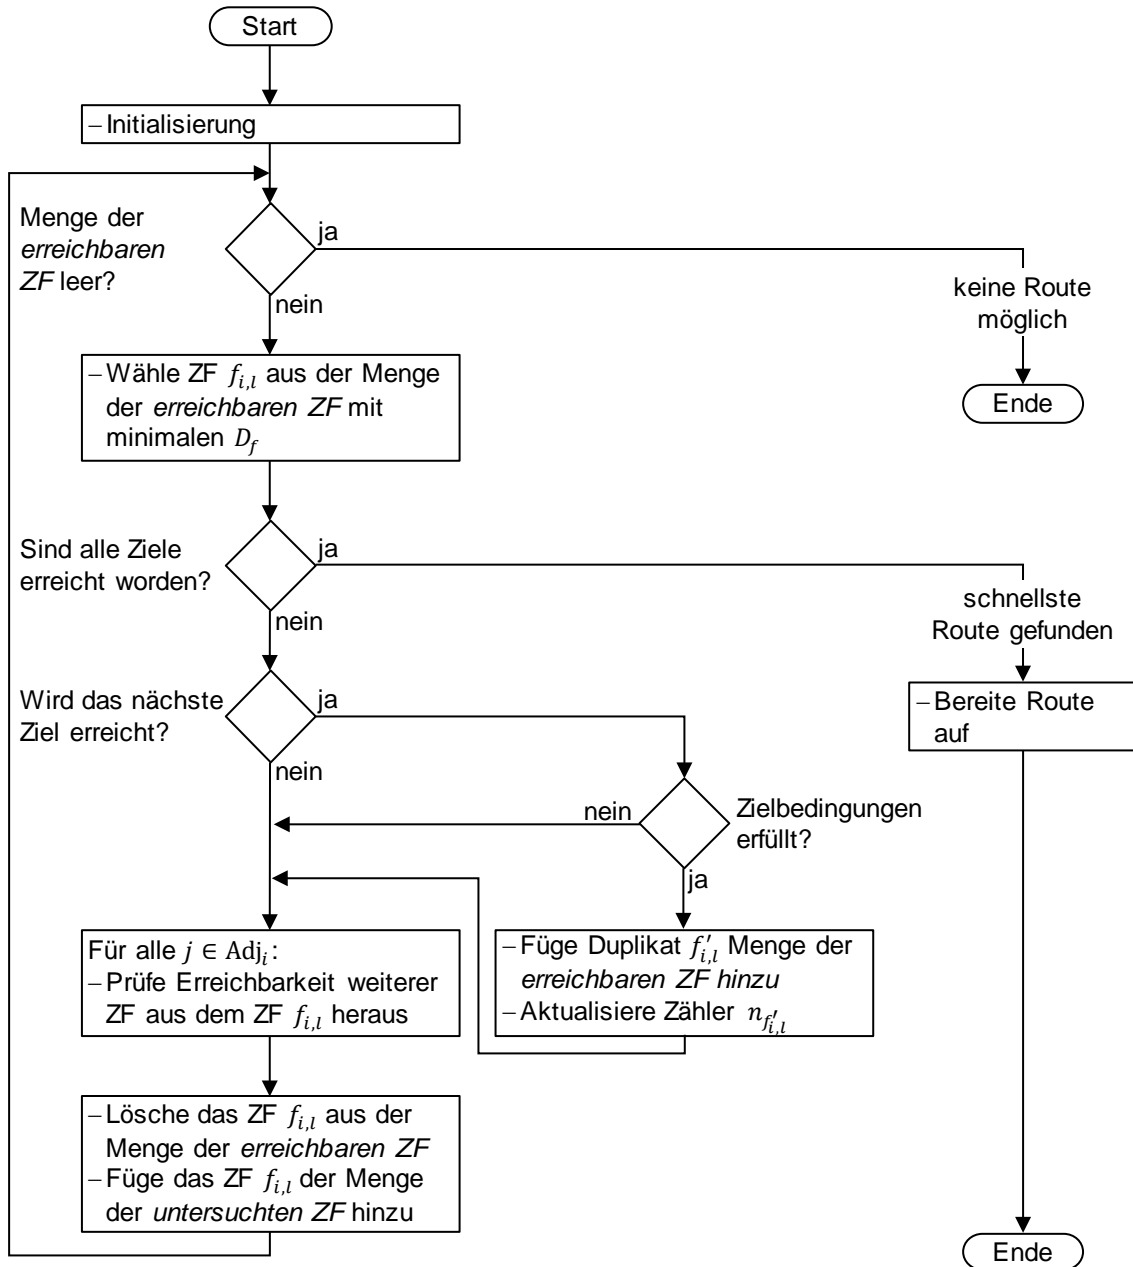 Start
– Initialisierung
Menge der
erreichbaren
ZF leer?
ja
nein
keine Route
möglich
Ende
– Wähle ZF f_{i,l} aus der Menge
der erreichbaren ZF mit
minimalen D_f
Sind alle Ziele
erreicht worden?
ja
nein
schnellste
Route gefunden
Wird das nächste
Ziel erreicht?
ja
nein
– Bereite Route
auf
nein
Zielbedingungen
erfüllt?
ja
Für alle j ∈ Adj_i:
– Prüfe Erreichbarkeit weiterer
ZF aus dem ZF f_{i,l} heraus
– Füge Duplikat f'_{i,l} Menge der
erreichbaren ZF hinzu
– Aktualisiere Zähler n_{f'_{i,l}}
– Lösche das ZF f_{i,l} aus der
Menge der erreichbaren ZF
– Füge das ZF f_{i,l} der Menge
der untersuchten ZF hinzu
Ende